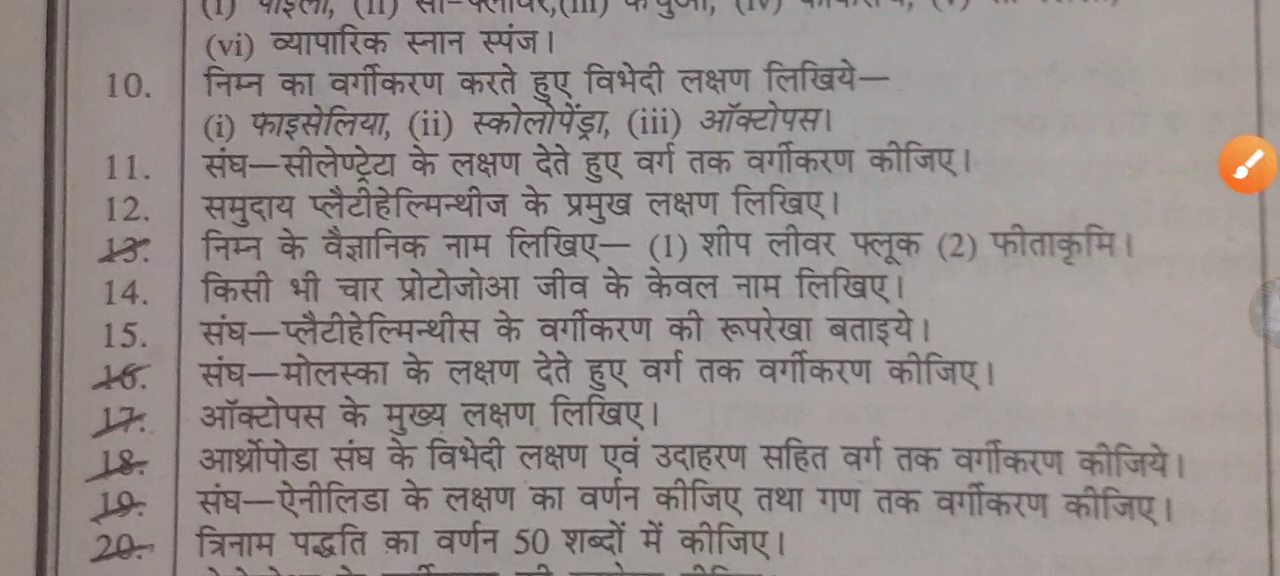 (vi) व्यापारिक स्नान स्पंज।
10. निम्न का वर्गीकरण करते हुए विभेदी लक्षण लिखिये—
(i) फाइसेलिया, (ii) स्कोलोपेंड्रा, (iii) ऑक्टोपस।
11. संघ—सीलेण्ट्रेटा के लक्षण देते हुए वर्ग तक वर्गीकरण कीजिए।
12. समुदाय प्लैटीहेल्मिन्थीज के प्रमुख लक्षण लिखिए।
13. निम्न के वैज्ञानिक नाम लिखिए— (1) शीप लीवर फ्लूक (2) फीताकृमि।
14. किसी भी चार प्रोटोजोआ जीव के केवल नाम लिखिए।
15. संघ—प्लैटीहेल्मिन्थीस के वर्गीकरण की रूपरेखा बताइये।
16. संघ—मोलस्का के लक्षण देते हुए वर्ग तक वर्गीकरण कीजिए।
17. ऑक्टोपस के मुख्य लक्षण लिखिए।
18. आर्थ्रोपोडा संघ के विभेदी लक्षण एवं उदाहरण सहित वर्ग तक वर्गीकरण कीजिये।
19. संघ—ऐनीलिडा के लक्षण का वर्णन कीजिए तथा गण तक वर्गीकरण कीजिए।
20. त्रिनाम पद्धति का वर्णन 50 शब्दों में कीजिए।